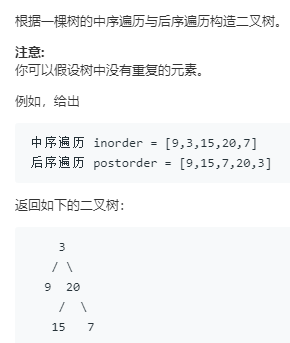 根据一棵树的中序遍历与后序遍历构造二叉树。
注意:
你可以假设树中没有重复的元素。
例如，给出
中序遍历 inorder = [9,3,15,20,7]
后序遍历 postorder = [9,15,7,20,3]
返回如下的二叉树：
3
/ \
9 20
/ \
15 7